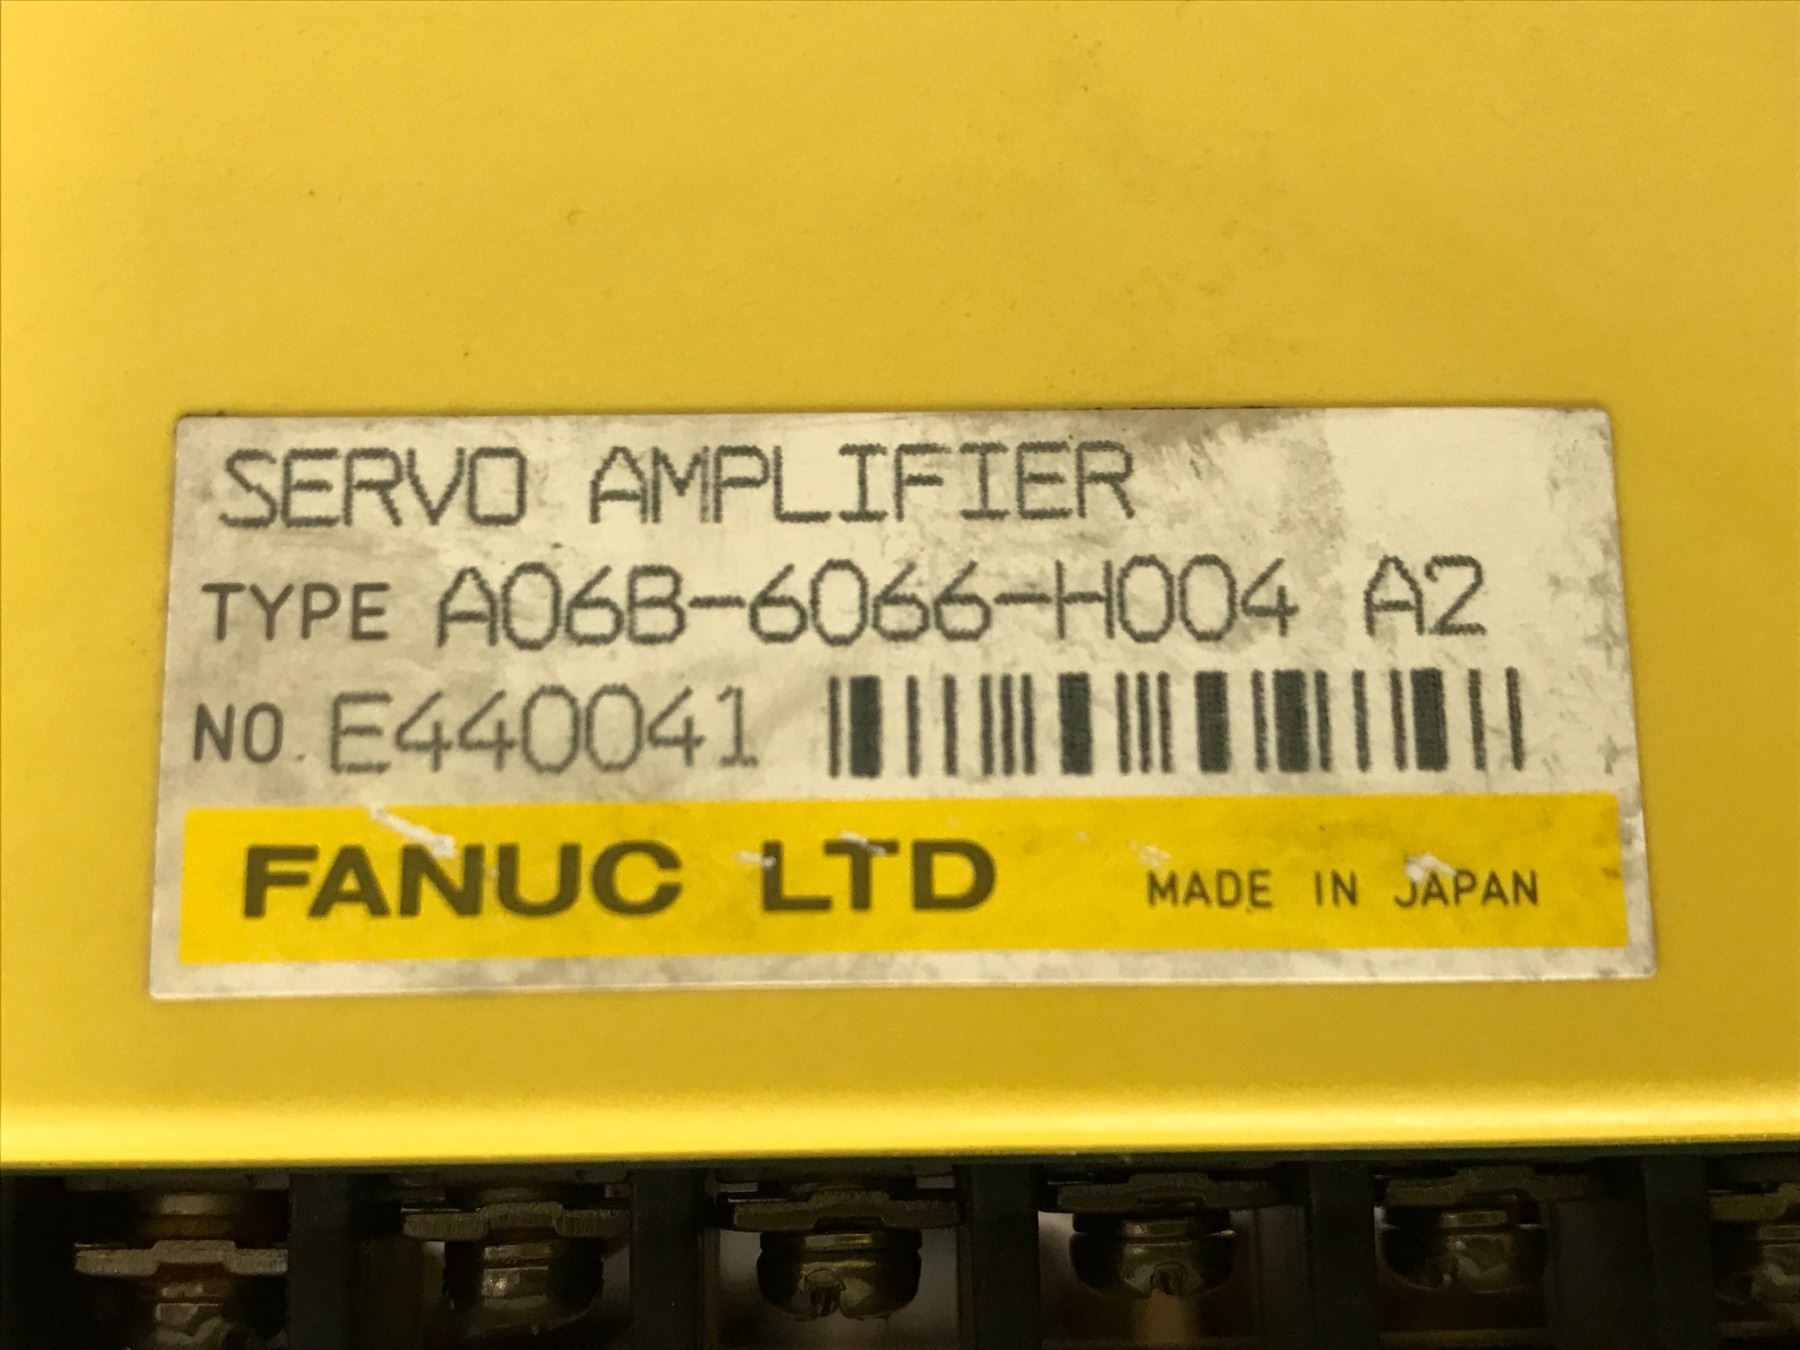 SERVO AMPLIFIER
TYPE A06B-6066-H004 A2
NO. E440041
FANUC LTD MADE IN JAPAN